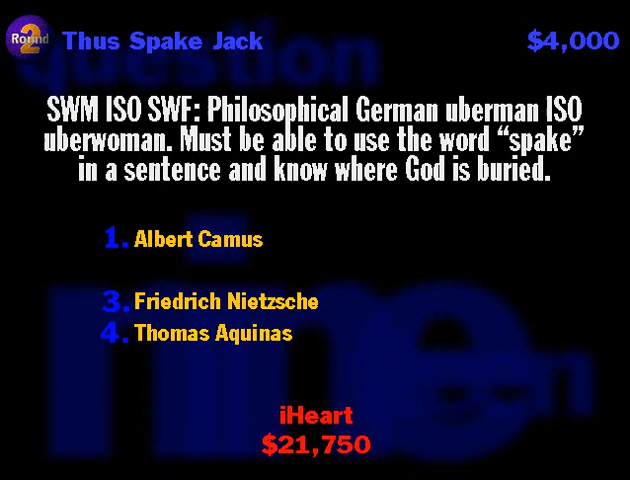 Round 2 Thus Spake Jack $4,000
SWM ISO SWF: Philosophical German uberman ISO
uberwoman. Must be able to use the word “spake”
in a sentence and know where God is buried.
1. Albert Camus
3. Friedrich Nietzsche
4. Thomas Aquinas
iHeart
$21,750
question
nine